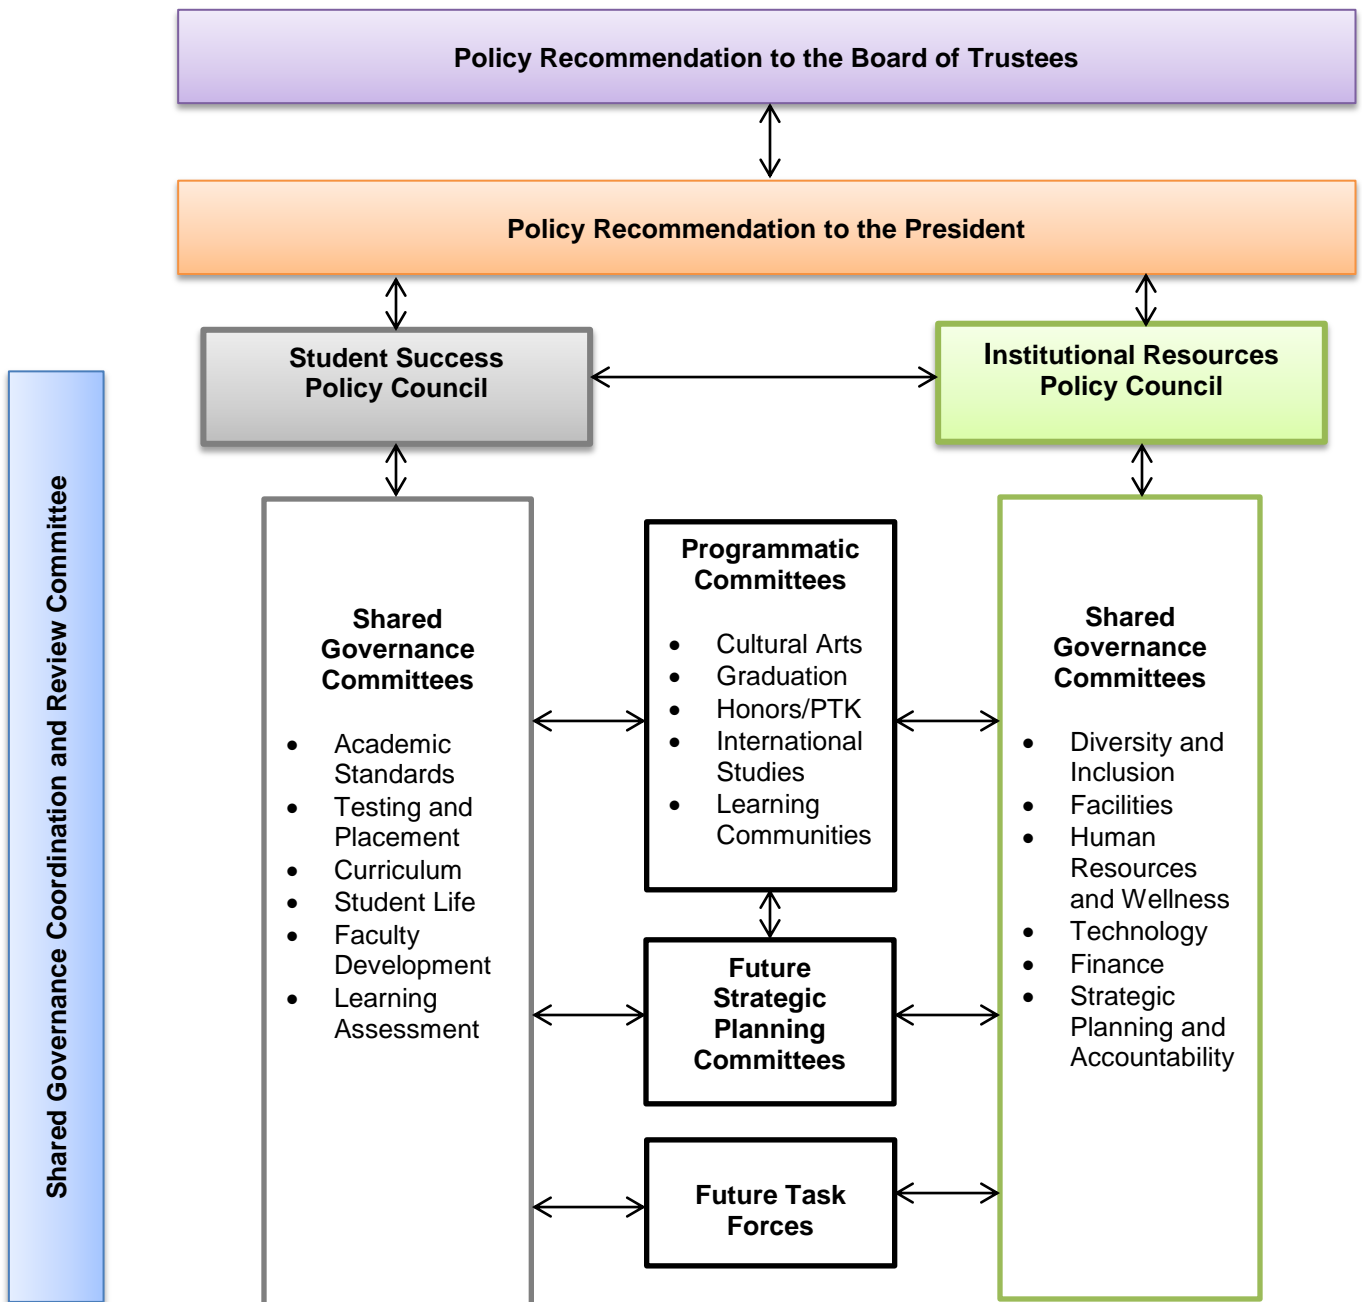 Policy Recommendation to the Board of Trustees
Policy Recommendation to the President
Student Success
Policy Council
Institutional Resources
Policy Council
Shared Governance Coordination and Review Committee
Shared
Governance
Committees
• Academic
Standards
• Testing and
Placement
• Curriculum
• Student Life
• Faculty
Development
• Learning
Assessment
Programmatic
Committees
• Cultural Arts
• Graduation
• Honors/PTK
• International
Studies
• Learning
Communities
Future
Strategic
Planning
Committees
Future Task
Forces
Shared
Governance
Committees
• Diversity and
Inclusion
• Facilities
• Human
Resources
and Wellness
• Technology
• Finance
• Strategic
Planning and
Accountability